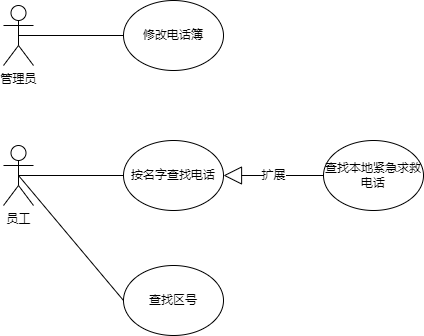 修改电话簿
管理员
按名字查找电话
扩展
查找本地紧急求救
电话
员工
查找区号